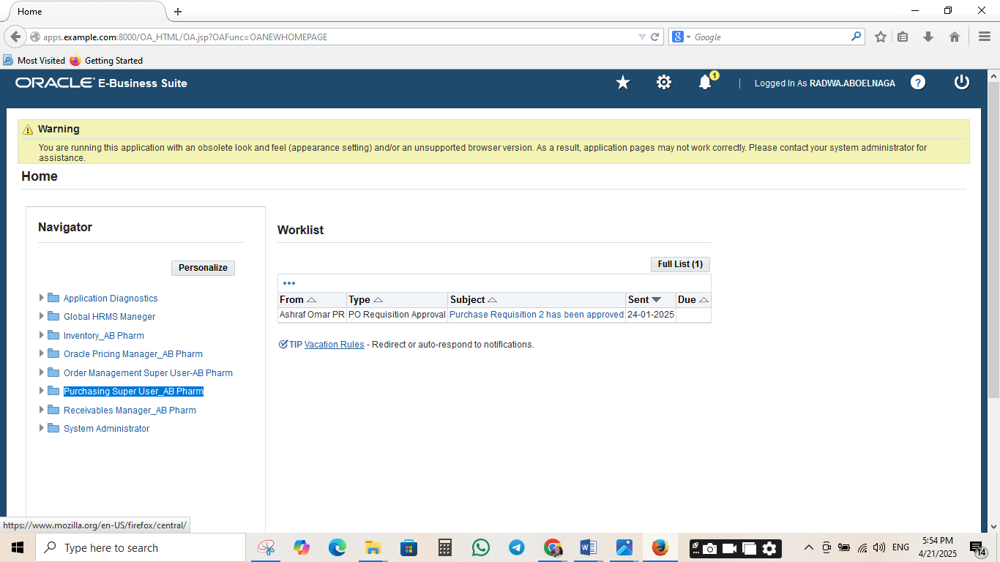 Home
apps.example.com:8000/OA_HTML/OA.jsp?OAFunc=OANEWHOMEPAGE
Google
Most Visited
Getting Started
ORACLE E-Business Suite
1
Logged In As RADWA.ABOELNAGA
?
Warning
You are running this application with an obsolete look and feel (appearance setting) and/or an unsupported browser version. As a result, application pages may not work correctly. Please contact your system administrator for
assistance.
Home
Navigator
Personalize
Application Diagnostics
Global HRMS Maneger
Inventory_AB Pharm
Oracle Pricing Manager_AB Pharm
Order Management Super User-AB Pharm
Purchasing Super User_AB Pharm
Receivables Manager_AB Pharm
System Administrator
Worklist
Full List (1)
From Type Subject Sent Due
Ashraf Omar PR PO Requisition Approval Purchase Requisition 2 has been approved 24-01-2025
TIP Vacation Rules - Redirect or auto-respond to notifications.
https://www.mozilla.org/en-US/firefox/central/
Type here to search
ENG
5:54 PM
4/21/2025
14